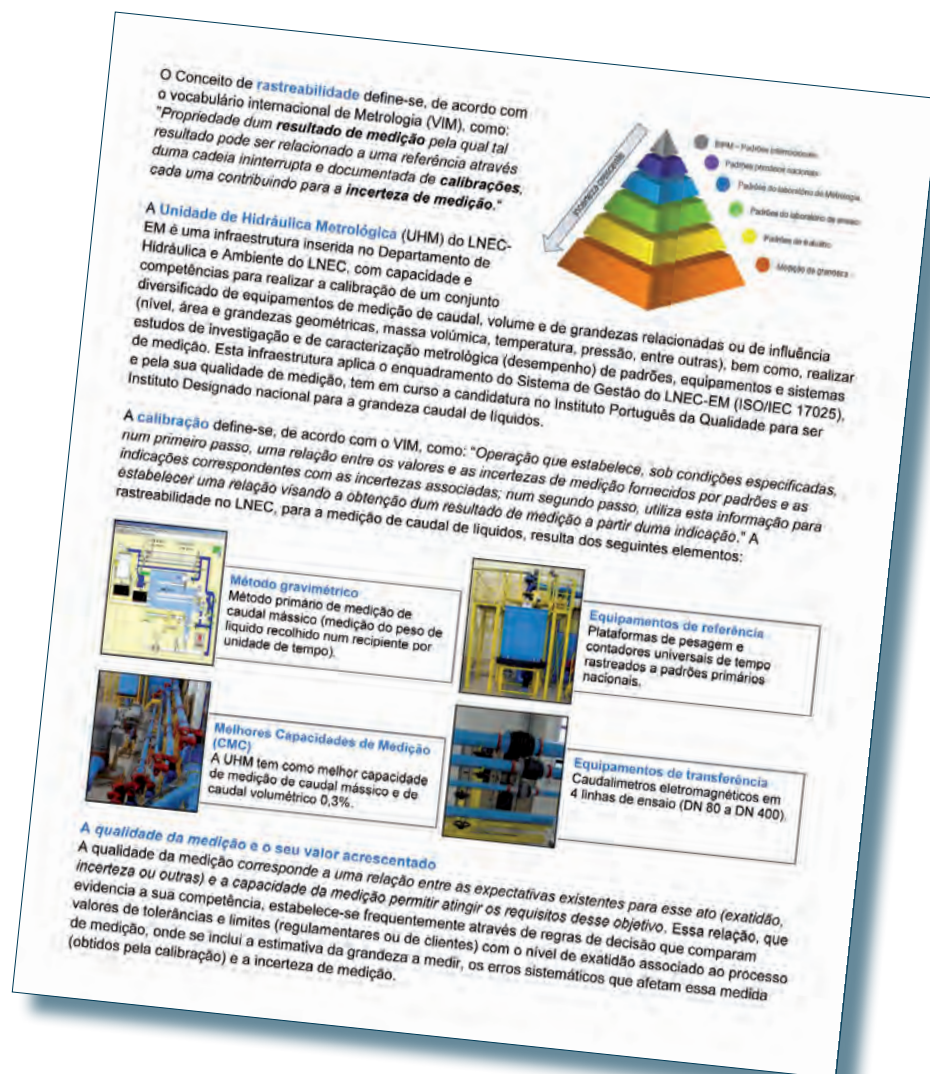 O Conceito de rastreabilidade define-se, de acordo com
o vocabulário internacional de Metrologia (VIM), como:
"Propriedade dum resultado de medição pela qual tal
resultado pode ser relacionado a uma referência através
duma cadeia ininterrupta e documentada de calibrações,
cada uma contribuindo para a incerteza de medição."
incerteza crescente
BIPM – Padrões internacionais
Padrões primários nacionais
Padrões do laboratório de Metrologia
Padrões do laboratório de ensaio
Padrões de trabalho
Medição da grandeza
A Unidade de Hidráulica Metrológica (UHM) do LNEC-
EM é uma infraestrutura inserida no Departamento de
Hidráulica e Ambiente do LNEC, com capacidade e
competências para realizar a calibração de um conjunto
diversificado de equipamentos de medição de caudal, volume e de grandezas relacionadas ou de influência
(nível, área e grandezas geométricas, massa volúmica, temperatura, pressão, entre outras), bem como, realizar
estudos de investigação e de caracterização metrológica (desempenho) de padrões, equipamentos e sistemas
de medição. Esta infraestrutura aplica o enquadramento do Sistema de Gestão do LNEC-EM (ISO/IEC 17025),
e pela sua qualidade de medição, tem em curso a candidatura no Instituto Português da Qualidade para ser
Instituto Designado nacional para a grandeza caudal de líquidos.
A calibração define-se, de acordo com o VIM, como: "Operação que estabelece, sob condições especificadas,
num primeiro passo, uma relação entre os valores e as incertezas de medição fornecidos por padrões e as
indicações correspondentes com as incertezas associadas; num segundo passo, utiliza esta informação para
estabelecer uma relação visando a obtenção dum resultado de medição a partir duma indicação." A
rastreabilidade no LNEC, para a medição de caudal de líquidos, resulta dos seguintes elementos:
Método gravimétrico
Método primário de medição de
caudal mássico (medição do peso de
líquido recolhido num recipiente por
unidade de tempo).
Equipamentos de referência
Plataformas de pesagem e
contadores universais de tempo
rastreados a padrões primários
nacionais.
Melhores Capacidades de Medição
(CMC)
A UHM tem como melhor capacidade
de medição de caudal mássico e de
caudal volumétrico 0,3%.
Equipamentos de transferência
Caudalímetros eletromagnéticos em
4 linhas de ensaio (DN 80 a DN 400).
A qualidade da medição e o seu valor acrescentado
A qualidade da medição corresponde a uma relação entre as expectativas existentes para esse ato (exatidão,
incerteza ou outras) e a capacidade da medição permitir atingir os requisitos desse objetivo. Essa relação, que
evidencia a sua competência, estabelece-se frequentemente através de regras de decisão que comparam
valores de tolerâncias e limites (regulamentares ou de clientes) com o nível de exatidão associado ao processo
de medição, onde se inclui a estimativa da grandeza a medir, os erros sistemáticos que afetam essa medida
(obtidos pela calibração) e a incerteza de medição.